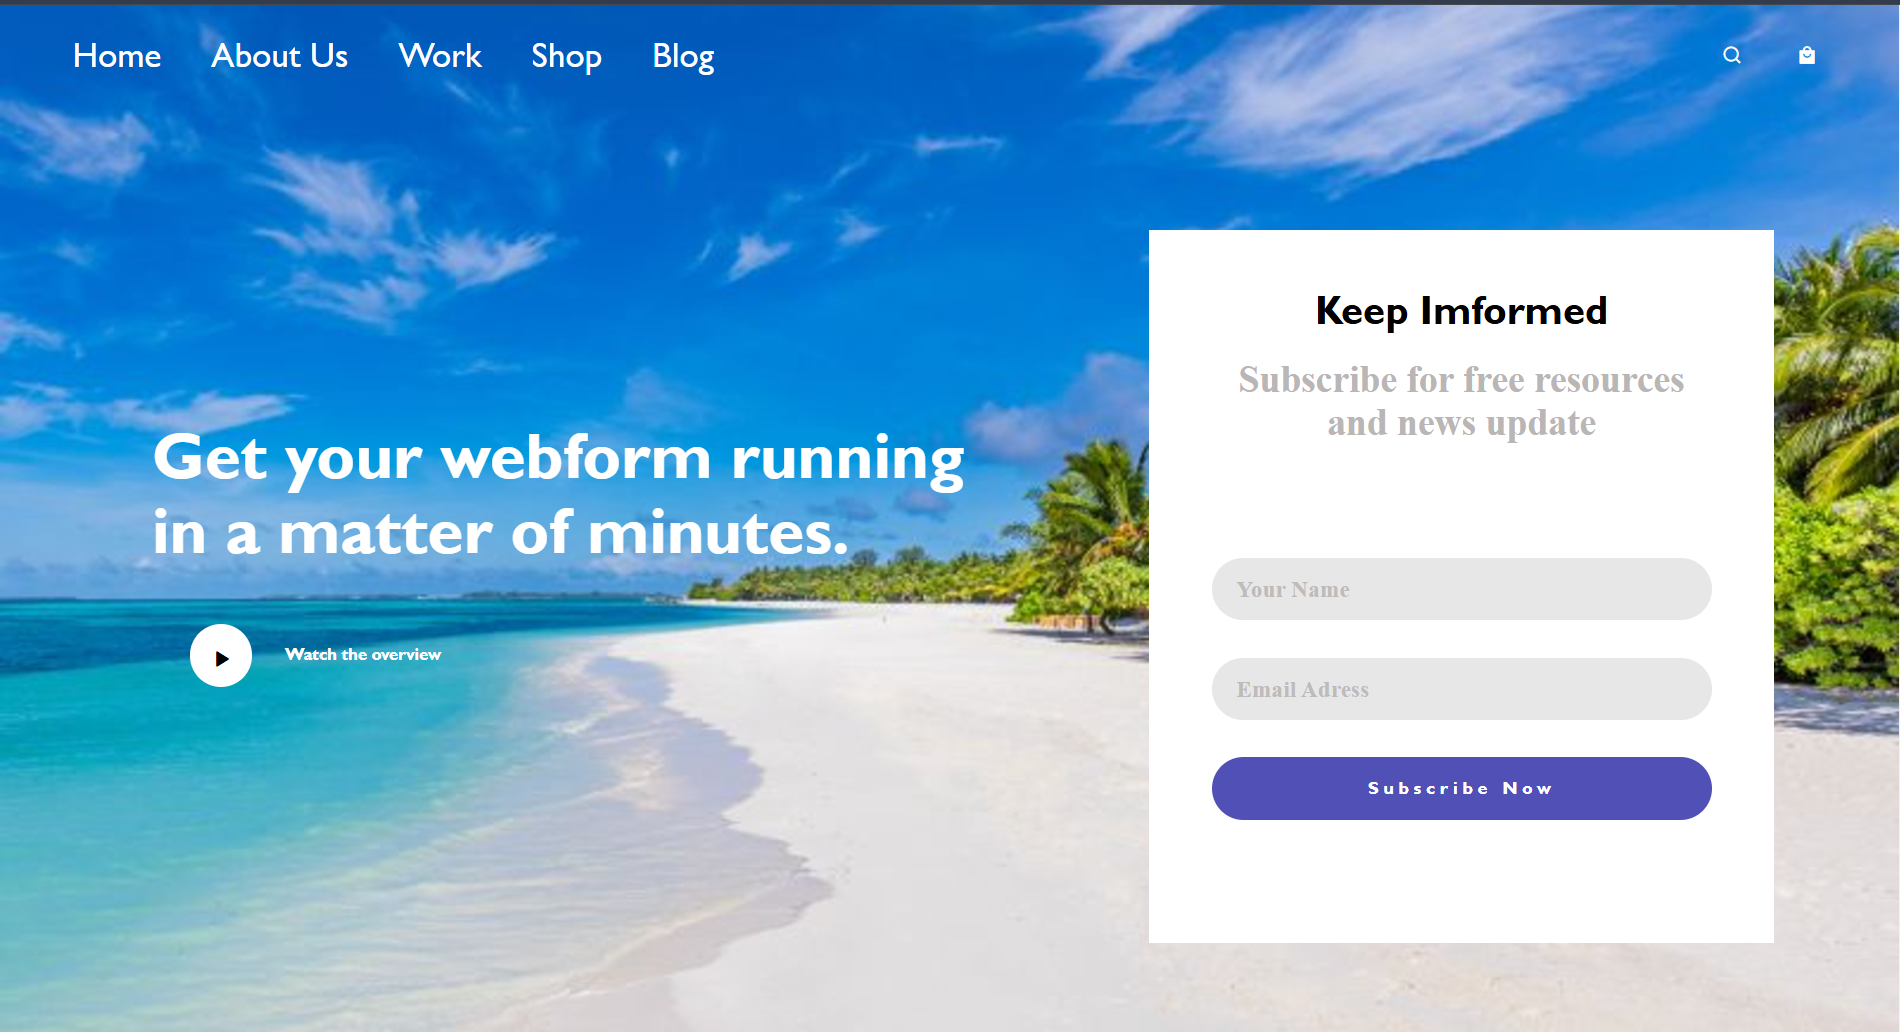 Home About Us Work Shop Blog
Get your webform running
in a matter of minutes.
Watch the overview
Keep Imformed
Subscribe for free resources
and news update
Your Name
Email Adress
Subscribe Now